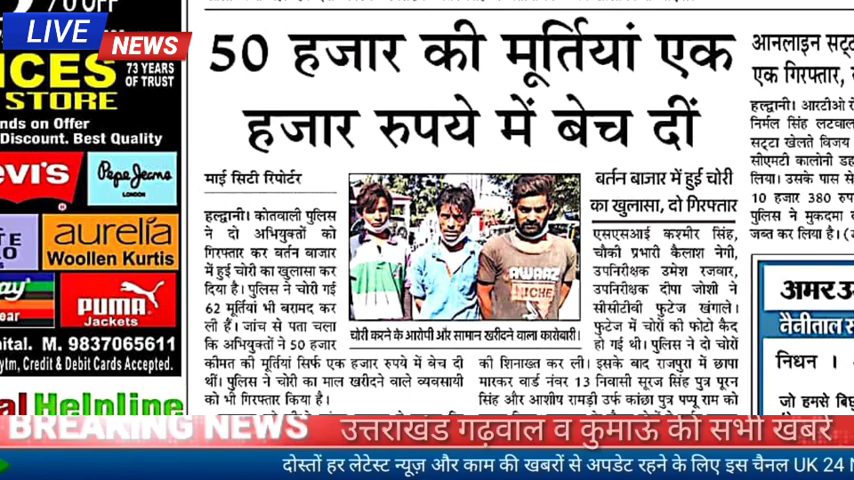 % OFF
LIVE
NEWS
73 YEARS
OF TRUST
STORE
Discount. Best Quality
Pepe Jeans
LONDON
aurelia
Woollen Kurtis
PUMA
Jackets
M. 9837065611
Credit & Debit Cards Accepted.
Helpline
50 हजार की मूर्तियां एक
हजार रुपये में बेच दीं
माई सिटी रिपोर्टर
हल्द्वानी। कोतवाली पुलिस
ने दो अभियुक्तों को
गिरफ्तार कर बर्तन बाजार
में हुई चोरी का खुलासा कर
दिया है। पुलिस ने चोरी गई
62 मूर्तियां भी बरामद कर
ली हैं। जांच से पता चला
कि अभियुक्तों ने 50 हजार
कीमत की मूर्तियां सिर्फ एक हजार रुपये में बेच दी
थीं। पुलिस ने चोरी का माल खरीदने वाले व्यवसायी
को भी गिरफ्तार किया है।
AWAAZ
NICHE
चोरी करने के आरोपी और सामान खरीदने वाला कारोबारी।
बर्तन बाजार में हुई चोरी
का खुलासा, दो गिरफ्तार
एसएसआई कश्मीर सिंह,
चौकी प्रभारी कैलाश नेगी,
उपनिरीक्षक उमेश रजवार,
उपनिरीक्षक दीपा जोशी ने
सीसीटीवी फुटेज खंगाले।
फुटेज में चोरों की फोटो कैद
हो गई थी। पुलिस ने दो चोरों
की शिनाख्त कर ली। इसके बाद राजपुरा में छापा
मारकर वार्ड नंबर 13 निवासी सूरज सिंह पुत्र पूरन
सिंह और आशीष रामड़ी उर्फ कांछा पुत्र पप्पू राम को
आनलाइन सट्
एक गिरफ्तार,
हल्द्वानी। आरटीओ रो
निर्मल सिंह लटवाल
सट्टा खेलते विजय
सीएमटी कालोनी डह
लिया। उसके पास से
10 हजार 380 रुप
पुलिस ने मुकदमा द
जब्त कर लिया है।
अमर उ
नैनीताल स
निधन ।
जो हमसे बिछु
BREAKING NEWS
उत्तराखंड गढ़वाल व कुमाऊं की सभी खबरें
दोस्तों हर लेटेस्ट न्यूज़ और काम की खबरों से अपडेट रहने के लिए इस चैनल UK 24 N